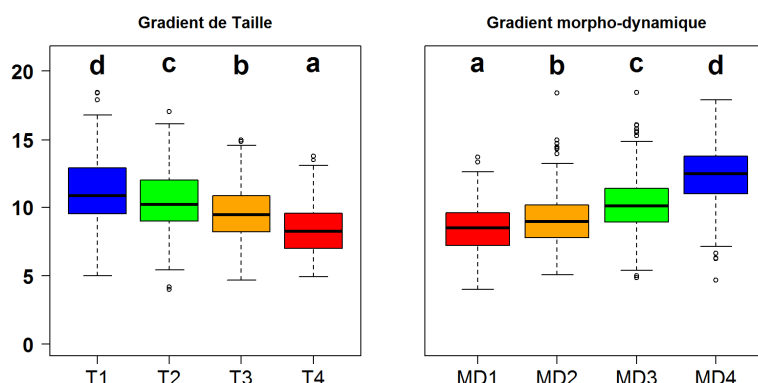 Gradient de Taille
Gradient morpho-dynamique
d c b a
a b c d
20
15
10
5
0
T1 T2 T3 T4
MD1 MD2 MD3 MD4